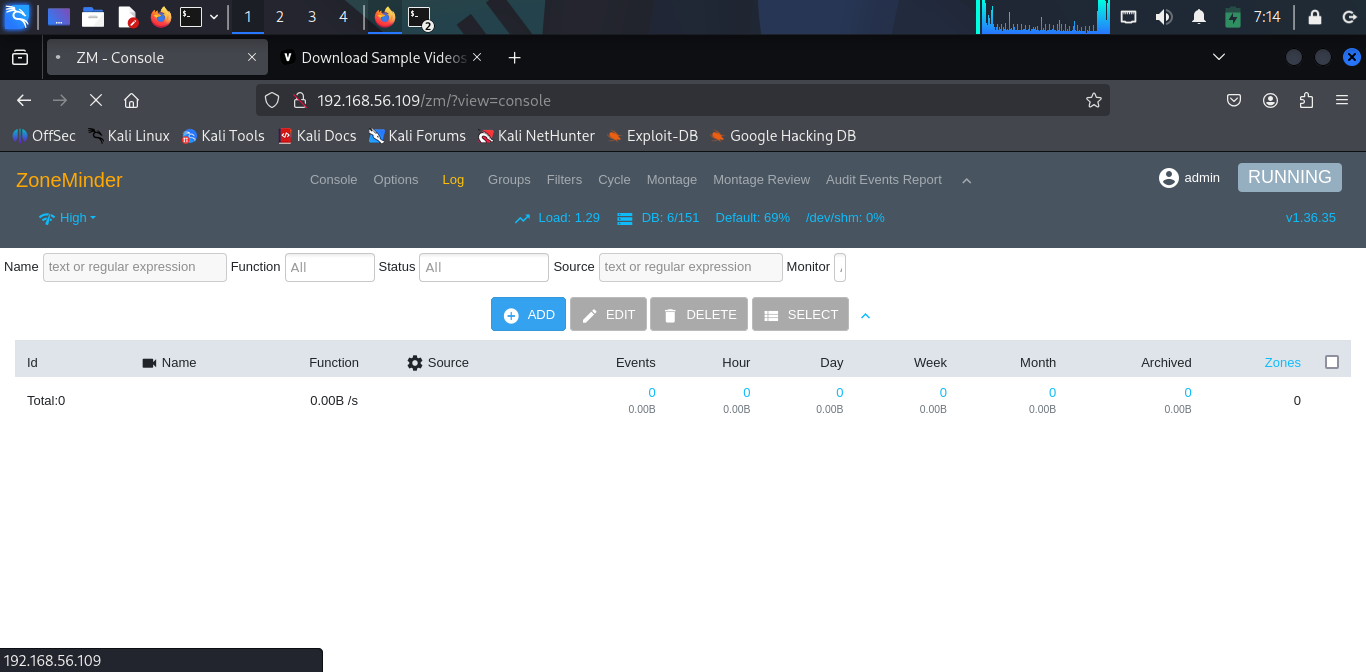 1 2 3 4 2 7:14
ZM - Console Download Sample Videos
192.168.56.109/zm/?view=console
OffSec Kali Linux Kali Tools Kali Docs Kali Forums Kali NetHunter Exploit-DB Google Hacking DB
ZoneMinder Console Options Log Groups Filters Cycle Montage Montage Review Audit Events Report admin RUNNING
High Load: 1.29 DB: 6/151 Default: 69% /dev/shm: 0% v1.36.35
Name text or regular expression Function All Status All Source text or regular expression Monitor
ADD EDIT DELETE SELECT
Id Name Function Source Events Hour Day Week Month Archived Zones
Total:0 0.00B /s 0 0 0 0 0 0 0
0.00B 0.00B 0.00B 0.00B 0.00B 0.00B
192.168.56.109